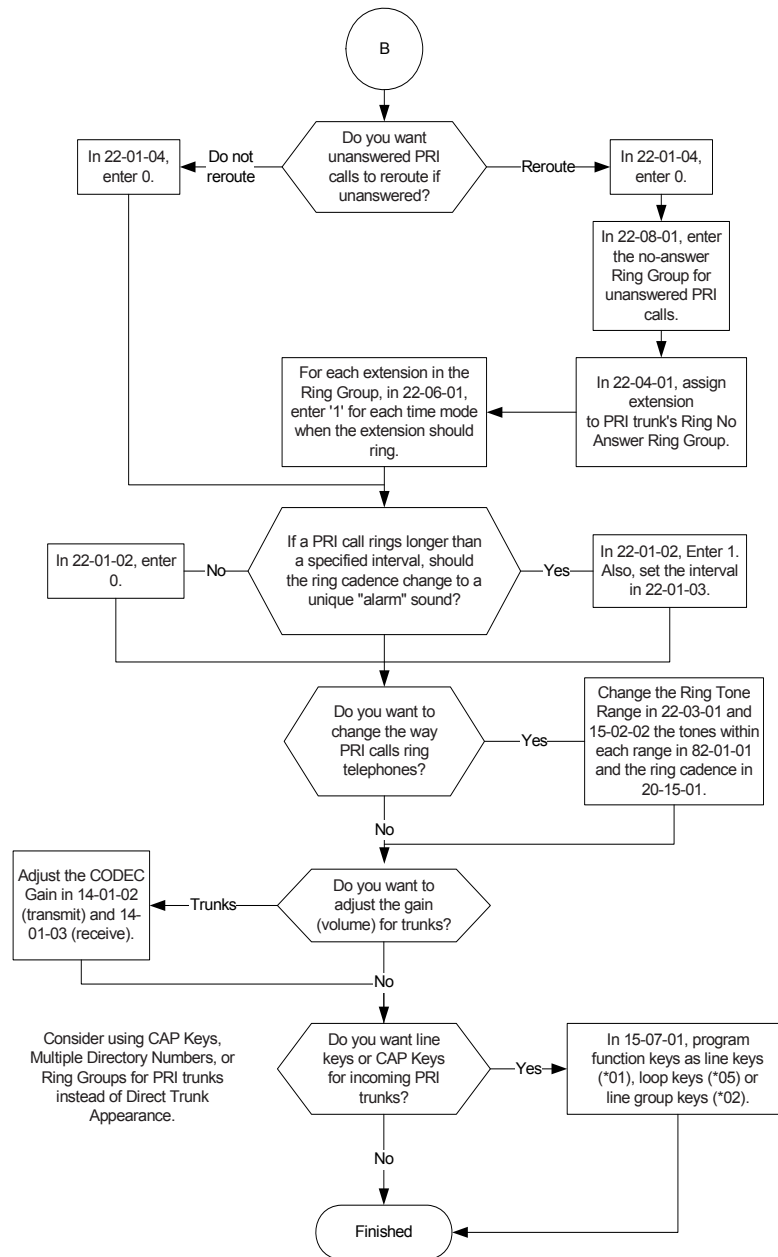 B
Do you want
unanswered PRI
calls to reroute if
unanswered?
Do not
reroute
In 22-01-04,
enter 0.
Reroute
In 22-01-04,
enter 0.
In 22-08-01, enter
the no-answer
Ring Group for
unanswered PRI
calls.
In 22-04-01, assign
extension
to PRI trunk's Ring No
Answer Ring Group.
For each extension in the
Ring Group, in 22-06-01,
enter '1' for each time mode
when the extension should
ring.
If a PRI call rings longer than
a specified interval, should
the ring cadence change to a
unique "alarm" sound?
No
In 22-01-02, enter
0.
Yes
In 22-01-02, Enter 1.
Also, set the interval
in 22-01-03.
Do you want to
change the way
PRI calls ring
telephones?
Yes
Change the Ring Tone
Range in 22-03-01 and
15-02-02 the tones within
each range in 82-01-01
and the ring cadence in
20-15-01.
No
Do you want to
adjust the gain
(volume) for trunks?
Trunks
Adjust the CODEC
Gain in 14-01-02
(transmit) and 14-
01-03 (receive).
No
Consider using CAP Keys,
Multiple Directory Numbers, or
Ring Groups for PRI trunks
instead of Direct Trunk
Appearance.
Do you want line
keys or CAP Keys
for incoming PRI
trunks?
Yes
In 15-07-01, program
function keys as line keys
(*01), loop keys (*05) or
line group keys (*02).
No
Finished